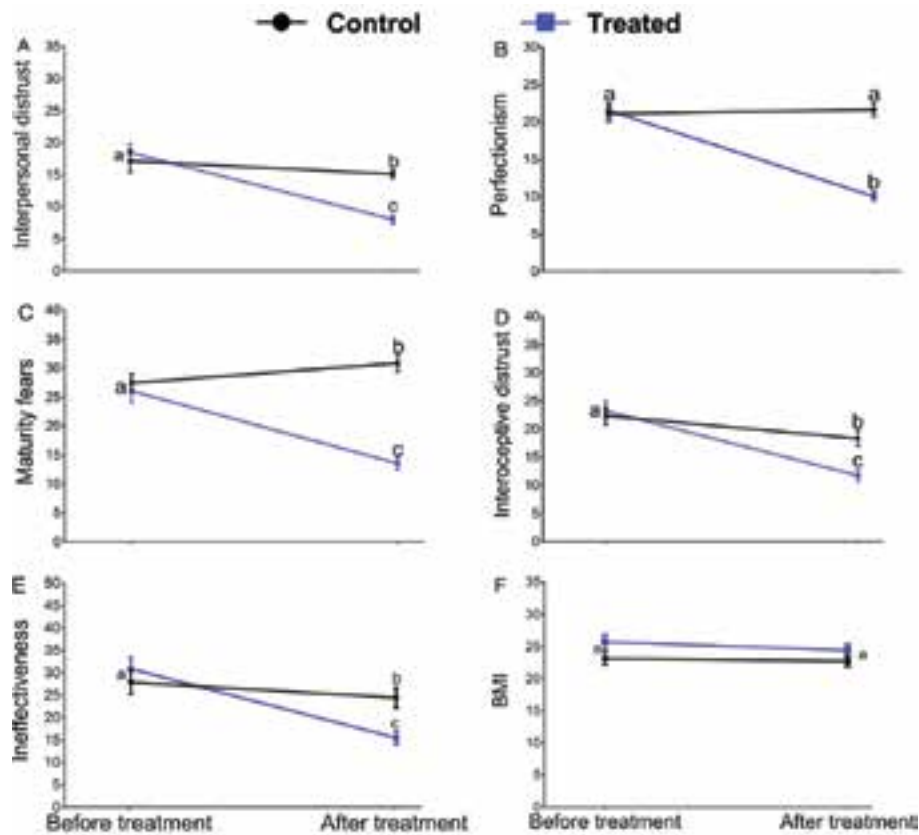 Control Treated
A
35
30
25
20
15
10
5
0
Interpersonal distrust
a
b
c
B
30
25
20
15
10
5
0
Perfectionism
a
a
b
C
40
35
30
25
20
15
10
5
0
Maturity fears
a
b
c
D
40
35
30
25
20
15
10
5
0
Interoceptive distrust
a
b
c
E
50
45
40
35
30
25
20
15
10
5
0
Ineffectiveness
a
b
c
Before treatment After treatment
F
35
30
25
20
15
10
5
0
BMI
a
a
Before treatment After treatment